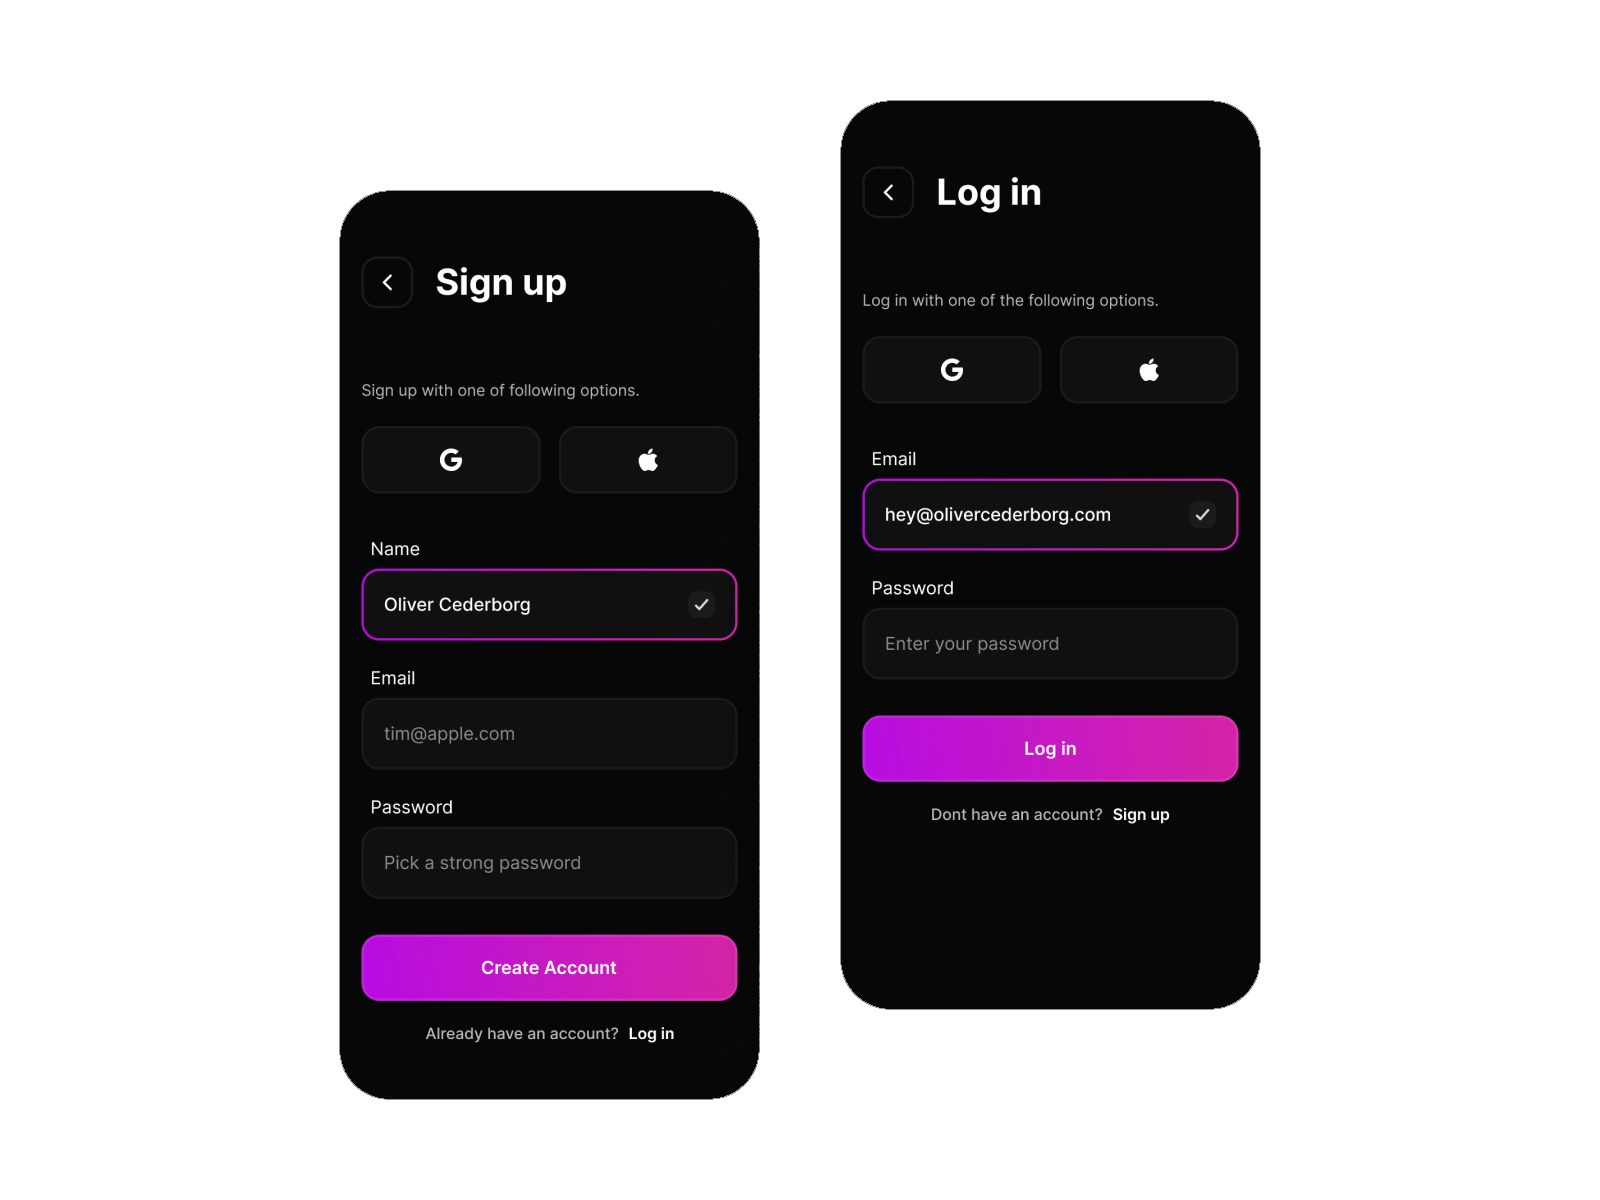 Sign up
Sign up with one of following options.
Name
Oliver Cederborg
Email
tim@apple.com
Password
Pick a strong password
Create Account
Already have an account? Log in
Log in
Log in with one of the following options.
Email
hey@olivercederborg.com
Password
Enter your password
Log in
Dont have an account? Sign up